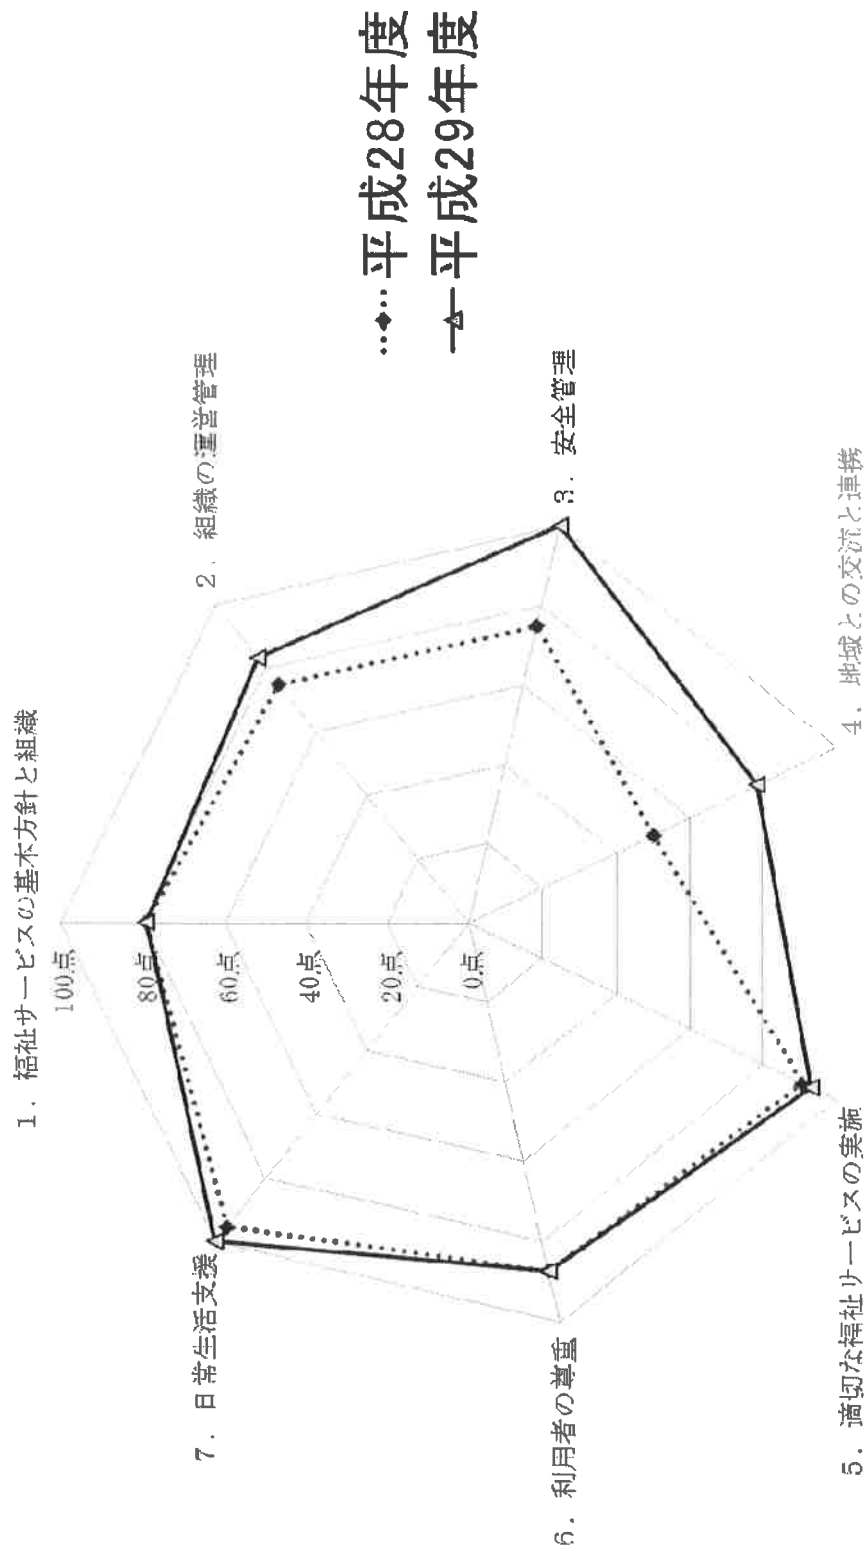 平成28年度
平成29年度
1. 福祉サービスの基本方針と組織
2. 組織の運営管理
3. 安全管理
4. 地域との交流と連携
5. 適切な福祉サービスの実施
6. 利用者の尊重
7. 日常生活支援
100点
80点
60点
40点
20点
0点